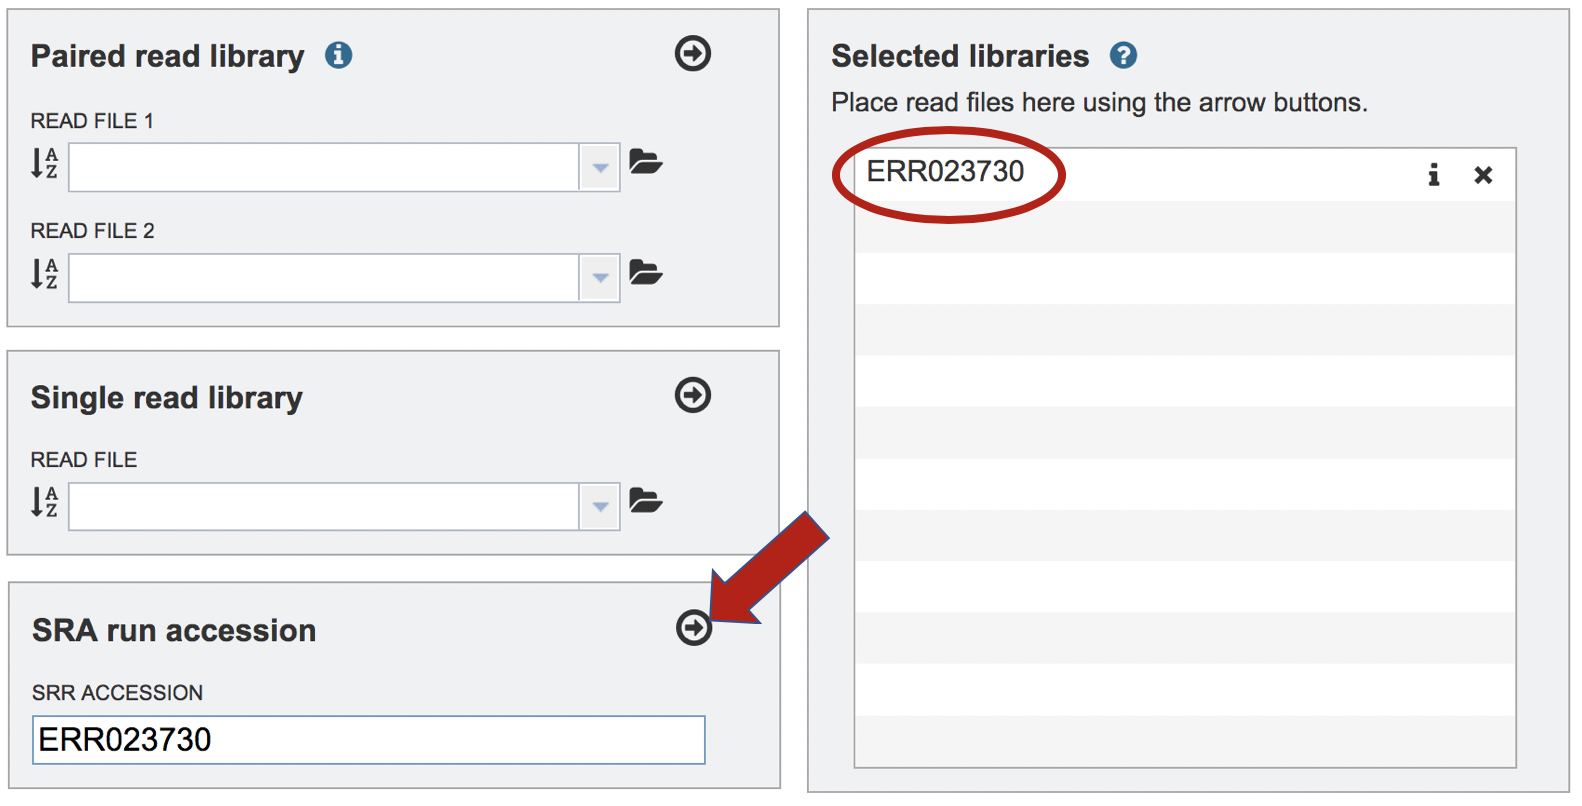 Paired read library
READ FILE 1
READ FILE 2
Single read library
READ FILE
SRA run accession
SRR ACCESSION
ERR023730
Selected libraries
Place read files here using the arrow buttons.
ERR023730